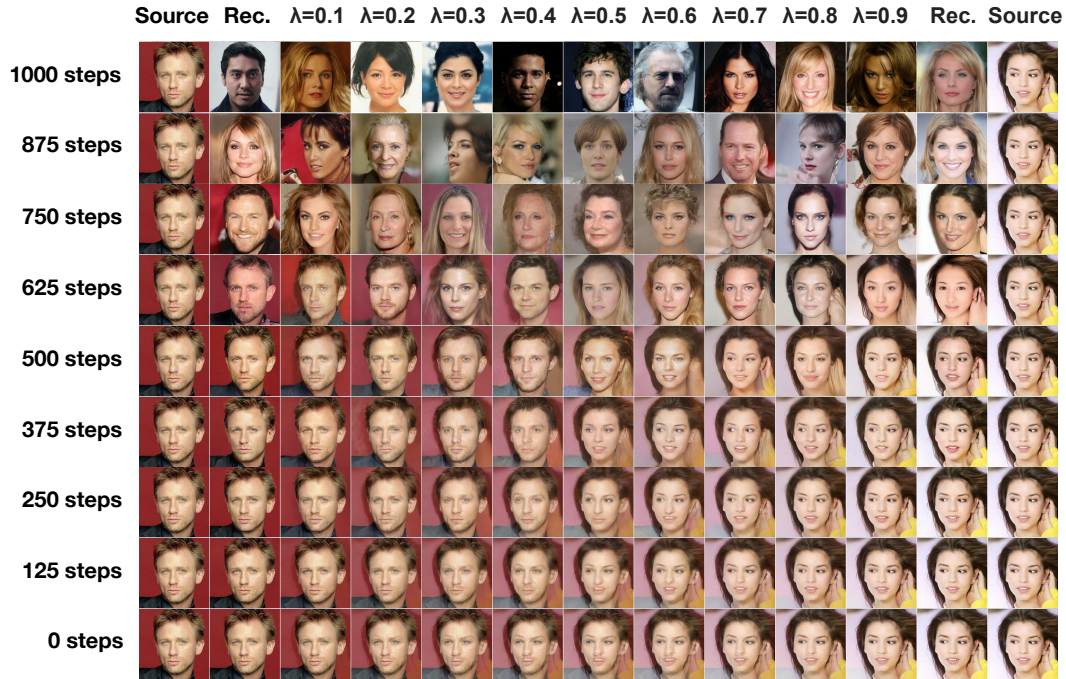 Source Rec. λ=0.1 λ=0.2 λ=0.3 λ=0.4 λ=0.5 λ=0.6 λ=0.7 λ=0.8 λ=0.9 Rec. Source
1000 steps
875 steps
750 steps
625 steps
500 steps
375 steps
250 steps
125 steps
0 steps